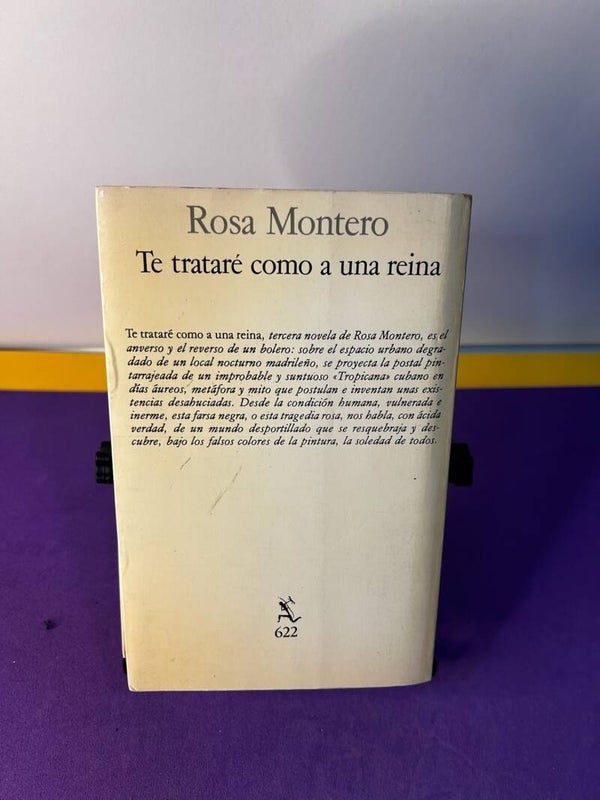 Rosa Montero
Te trataré como a una reina
Te trataré como a una reina, tercera novela de Rosa Montero, es el
anverso y el reverso de un bolero: sobre el espacio urbano degra-
dado de un local nocturno madrileño, se proyecta la postal pin-
tarrajeada de un improbable y suntuoso «Tropicana» cubano en
días áureos, metáfora y mito que postulan e inventan unas exis-
tencias desahuciadas. Desde la condición humana, vulnerada e
inerme, esta farsa negra, o esta tragedia rosa, nos habla, con ácida
verdad, de un mundo desportillado que se resquebraja y des-
cubre, bajo los falsos colores de la pintura, la soledad de todos.
622